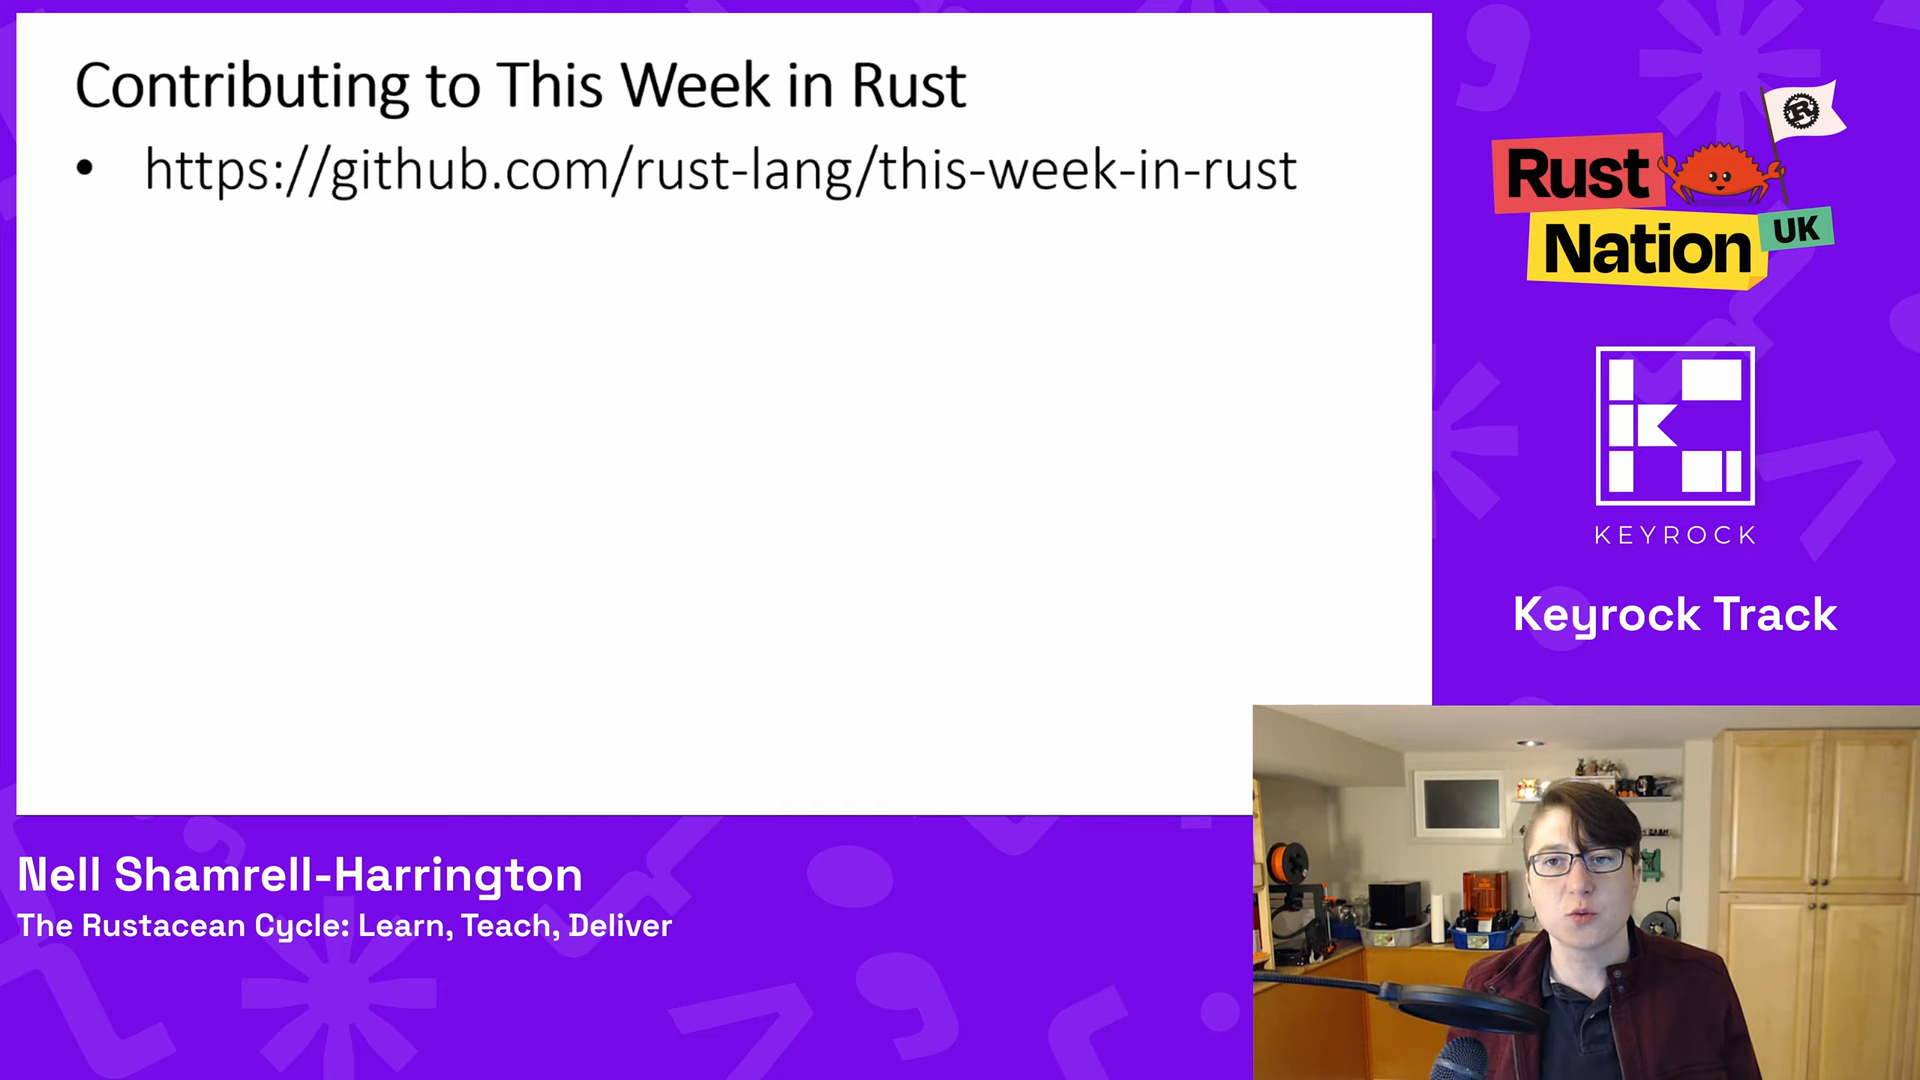 Contributing to This Week in Rust
• https://github.com/rust-lang/this-week-in-rust
R
Rust
Nation
UK
KEYROCK
Keyrock Track
Nell Shamrell-Harrington
The Rustacean Cycle: Learn, Teach, Deliver